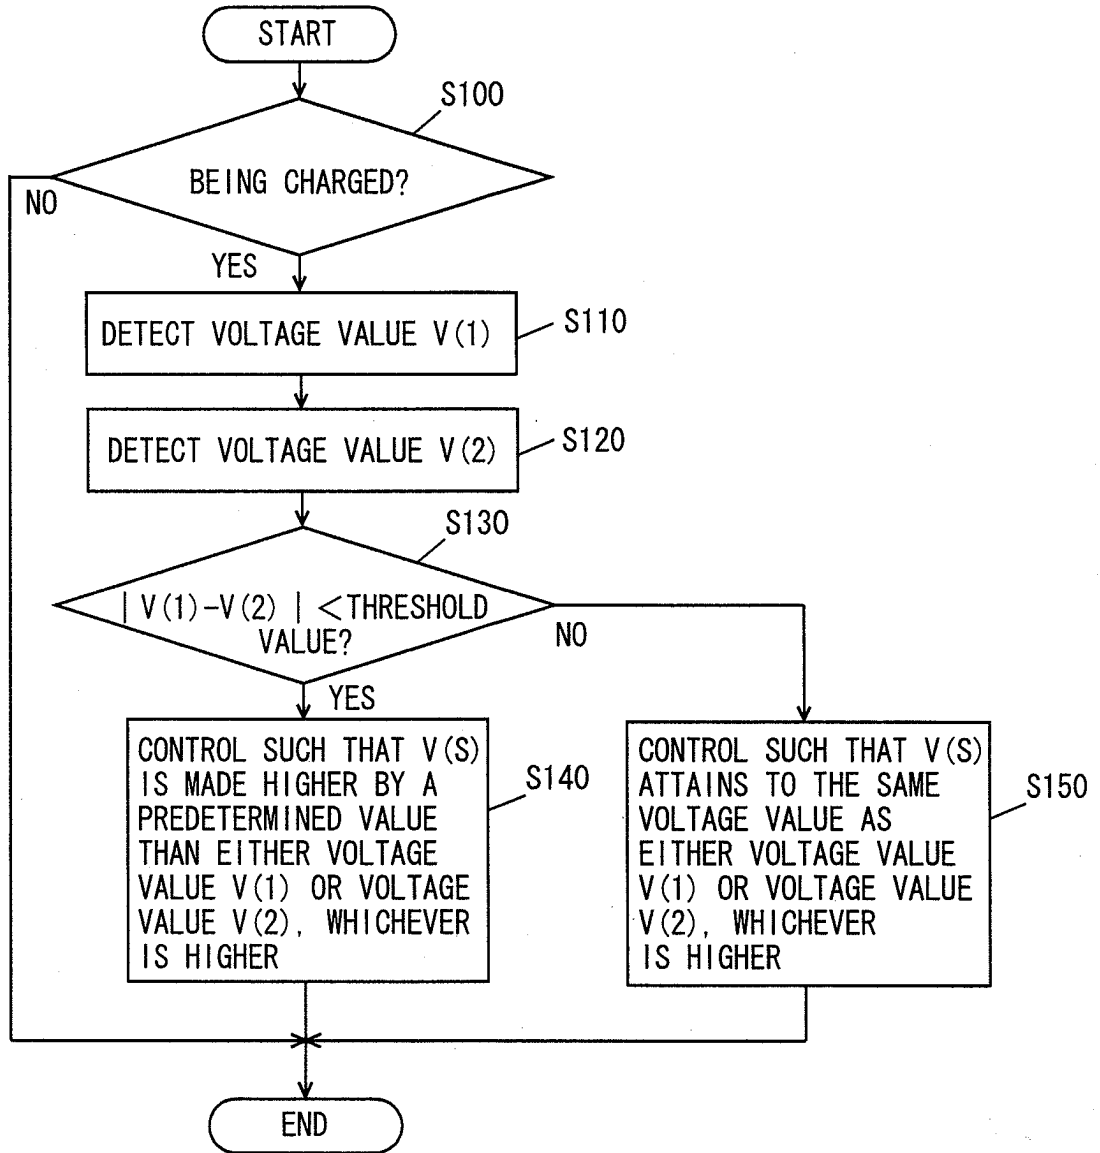 START
S100
BEING CHARGED?
NO
YES
DETECT VOLTAGE VALUE V(1)
S110
DETECT VOLTAGE VALUE V(2)
S120
S130
| V(1)-V(2) | <THRESHOLD
VALUE?
NO
YES
CONTROL SUCH THAT V(S)
IS MADE HIGHER BY A
PREDETERMINED VALUE
THAN EITHER VOLTAGE
VALUE V(1) OR VOLTAGE
VALUE V(2), WHICHEVER
IS HIGHER
S140
CONTROL SUCH THAT V(S)
ATTAINS TO THE SAME
VOLTAGE VALUE AS
EITHER VOLTAGE VALUE
V(1) OR VOLTAGE VALUE
V(2), WHICHEVER
IS HIGHER
S150
END